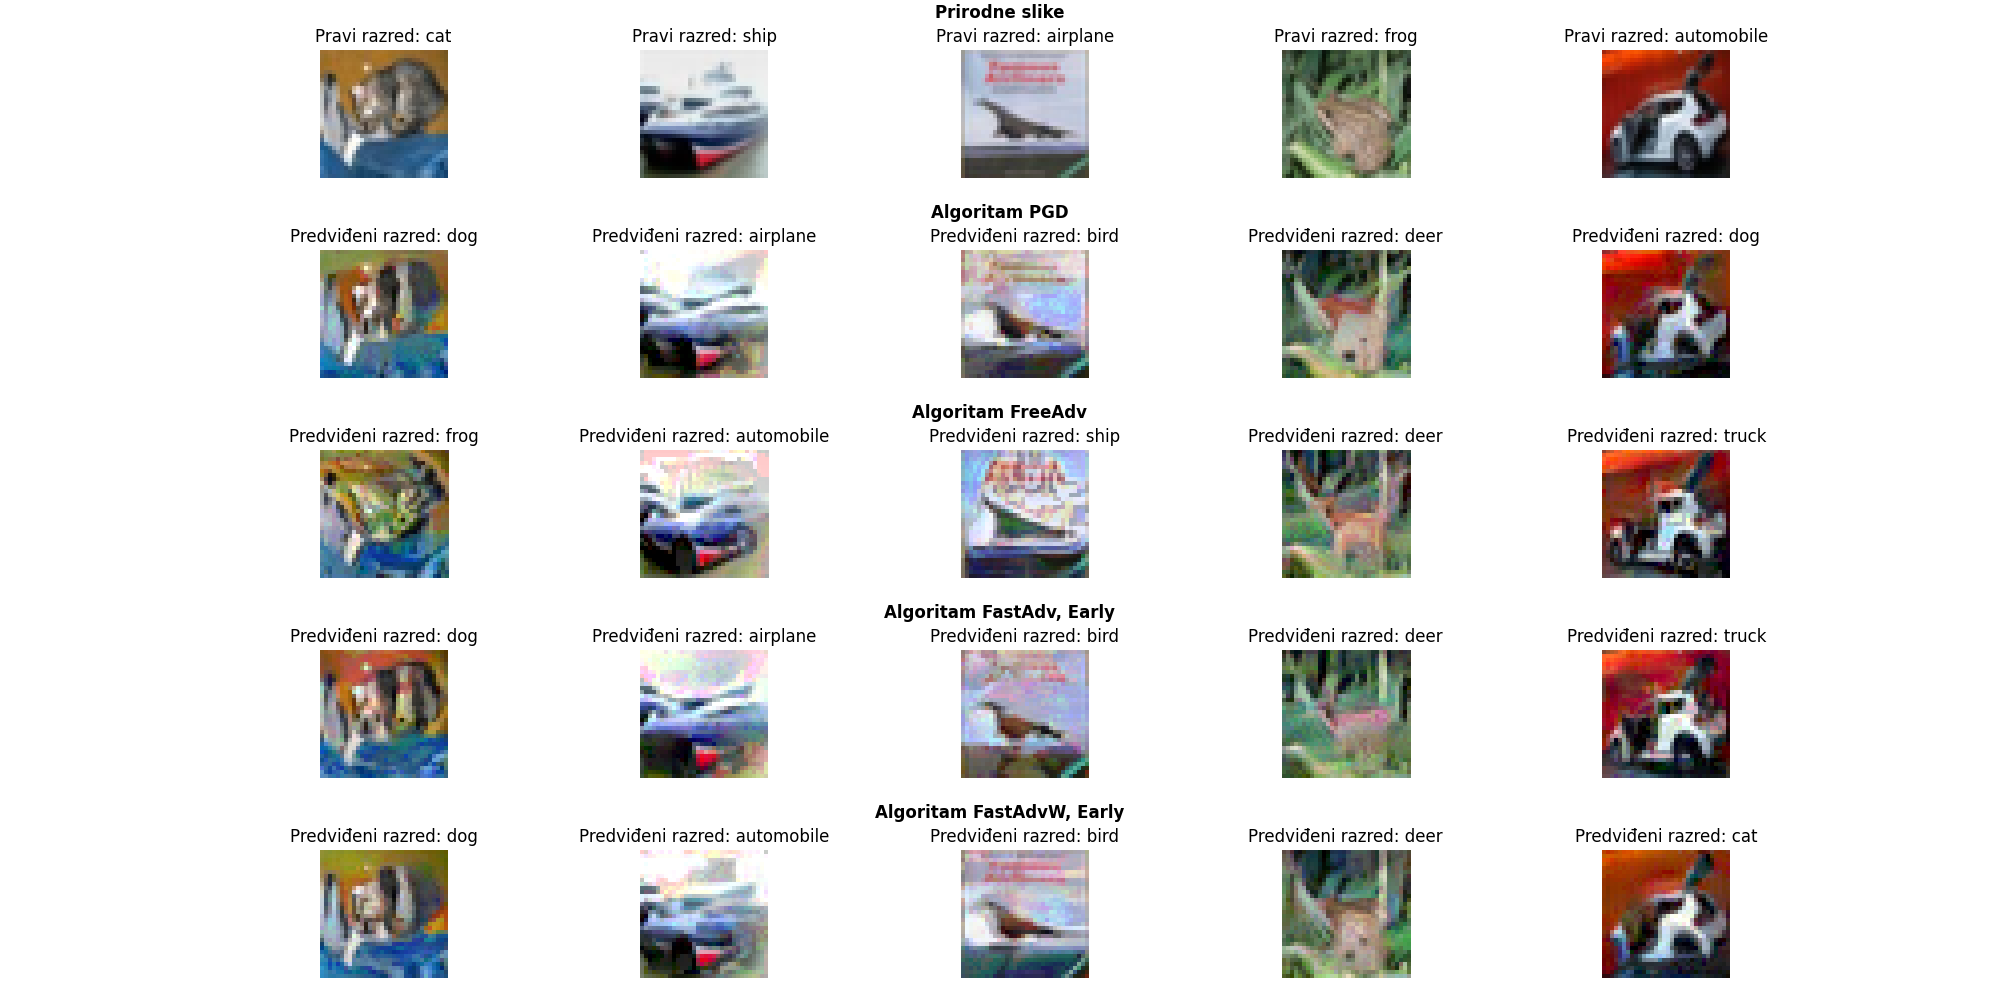 Prirodne slike
Pravi razred: cat
Pravi razred: ship
Pravi razred: airplane
Pravi razred: frog
Pravi razred: automobile
Algoritam PGD
Predviđeni razred: dog
Predviđeni razred: airplane
Predviđeni razred: bird
Predviđeni razred: deer
Predviđeni razred: dog
Algoritam FreeAdv
Predviđeni razred: frog
Predviđeni razred: automobile
Predviđeni razred: ship
Predviđeni razred: deer
Predviđeni razred: truck
Algoritam FastAdv, Early
Predviđeni razred: dog
Predviđeni razred: airplane
Predviđeni razred: bird
Predviđeni razred: deer
Predviđeni razred: truck
Algoritam FastAdvW, Early
Predviđeni razred: dog
Predviđeni razred: automobile
Predviđeni razred: bird
Predviđeni razred: deer
Predviđeni razred: cat